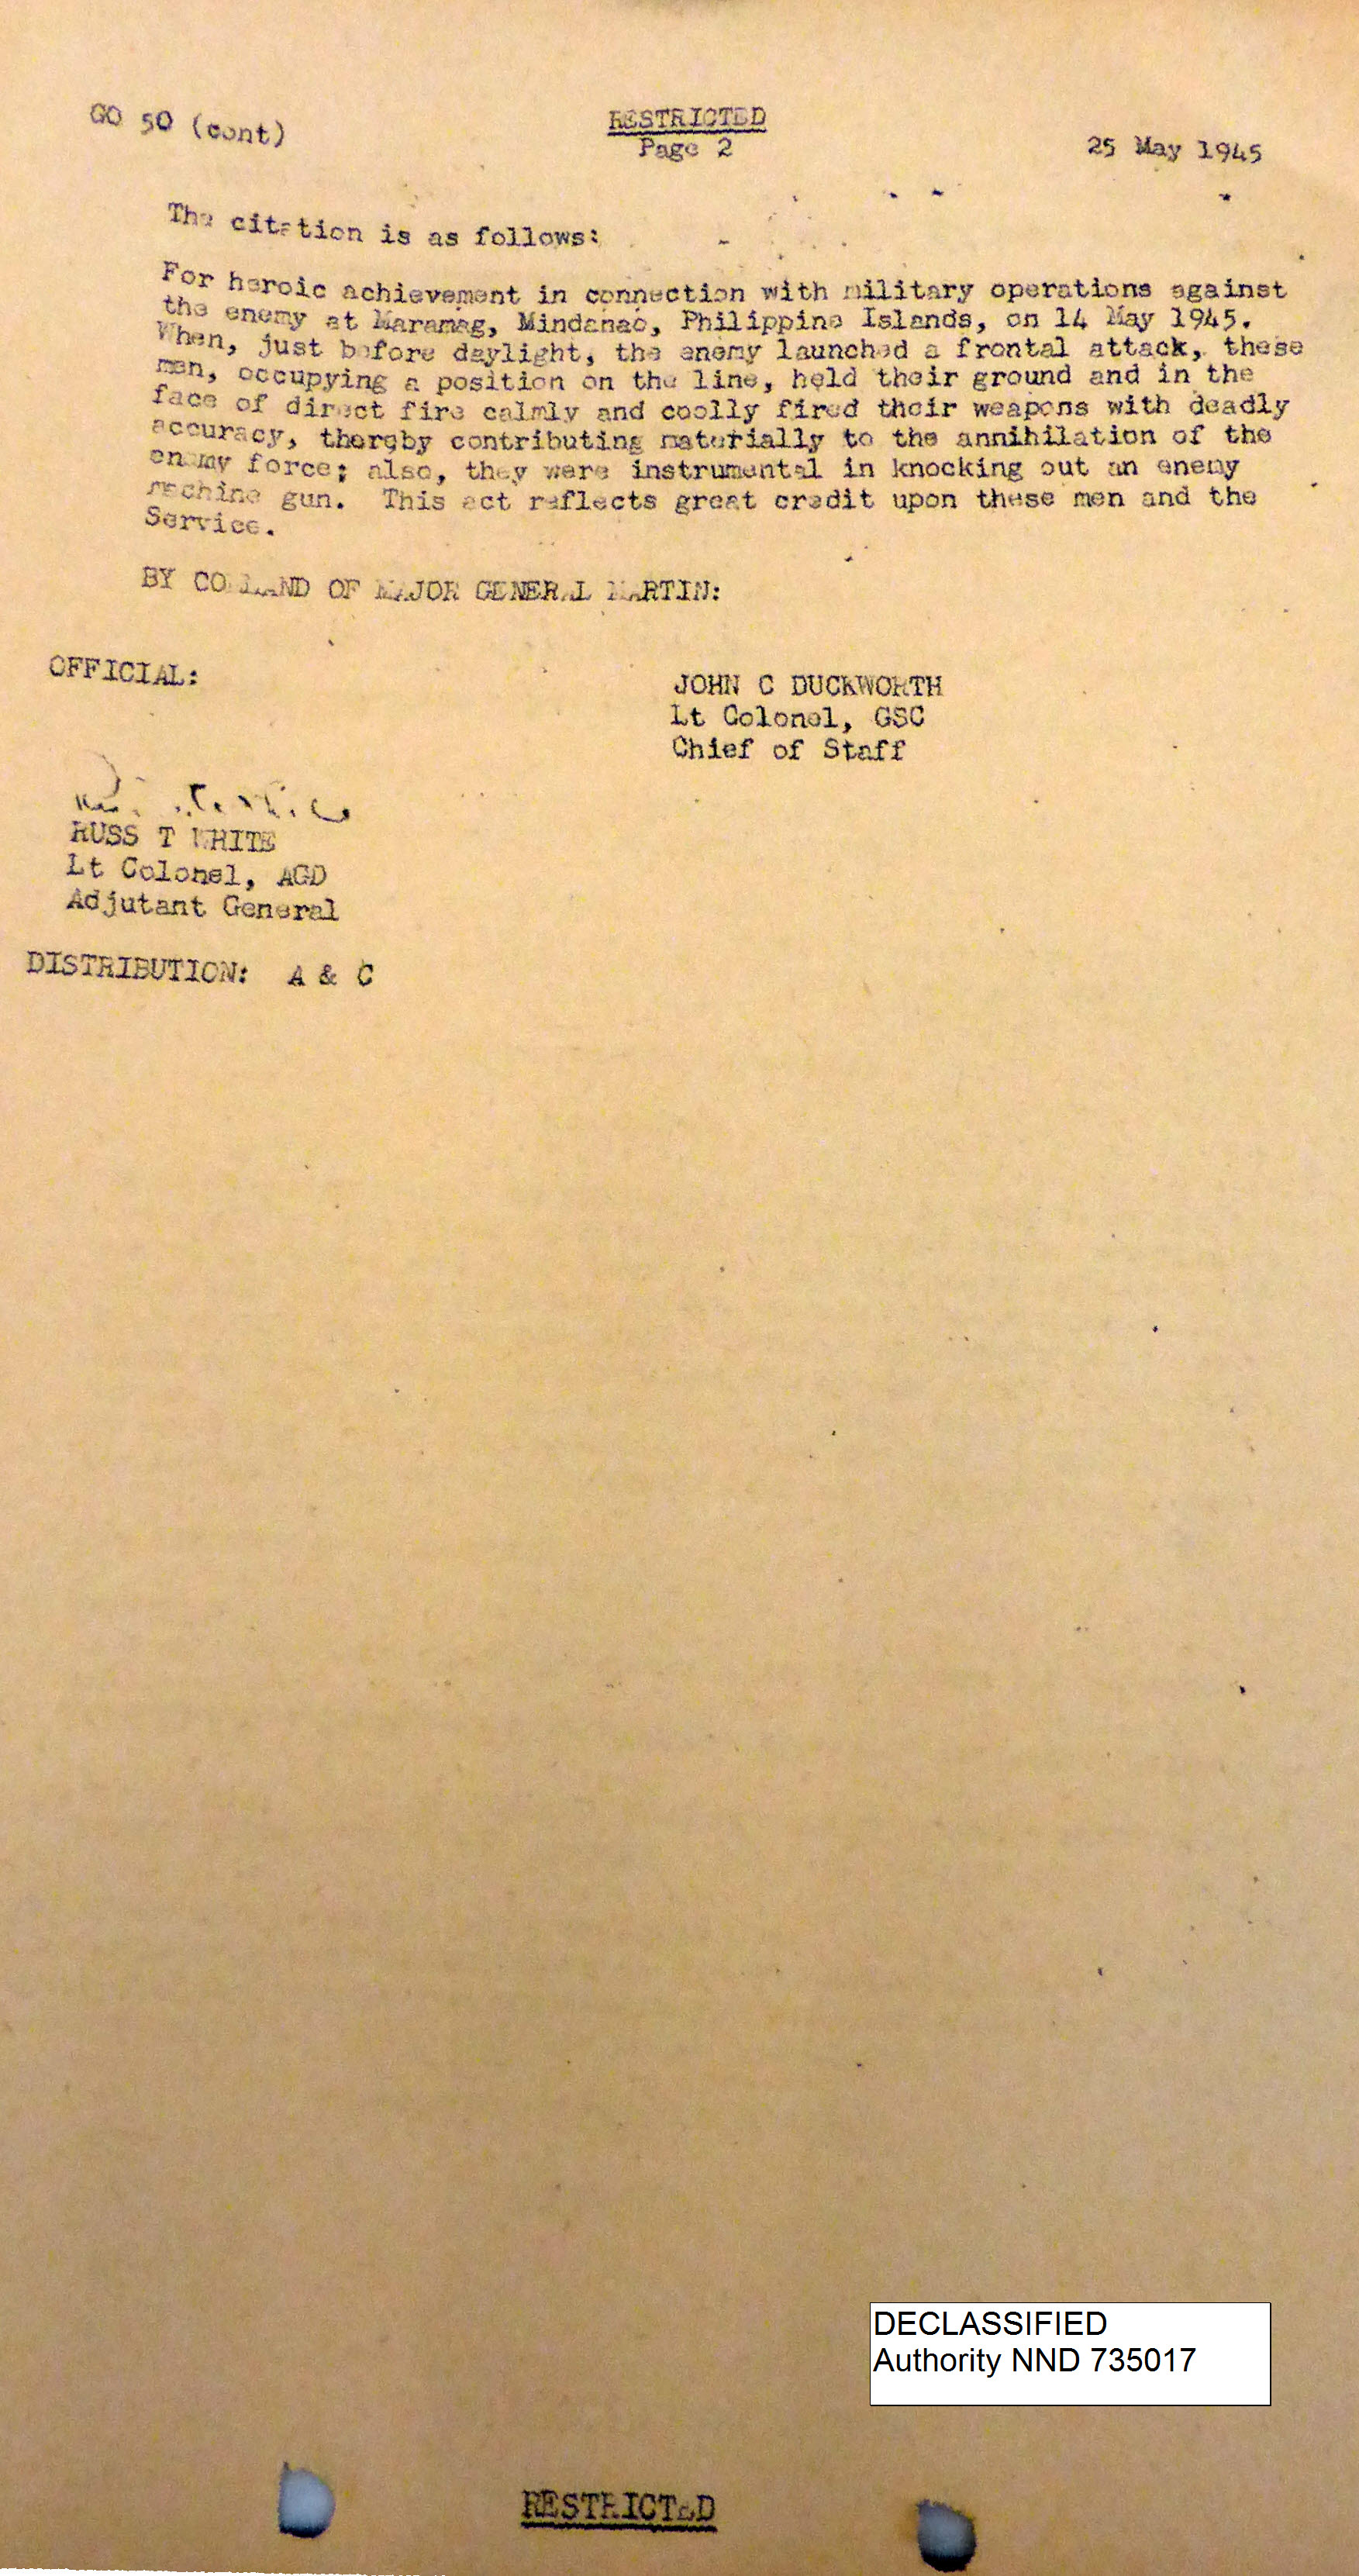 GO 50 (cont)
RESTRICTED
Page 2
25 May 1945
The citation is as follows:
For heroic achievement in connection with military operations against
the enemy at Maramag, Mindanao, Philippine Islands, on 14 May 1945.
When, just before daylight, the enemy launched a frontal attack, these
men, occupying a position on the line, held their ground and in the
face of direct fire calmly and coolly fired their weapons with deadly
accuracy, thereby contributing materially to the annihilation of the
enemy force; also, they were instrumental in knocking out an enemy
machine gun. This act reflects great credit upon these men and the
Service.
BY COMMAND OF MAJOR GENERAL MARTIN:
OFFICIAL:
JOHN C DUCKWORTH
Lt Colonel, GSC
Chief of Staff
RUSS T WHITE
Lt Colonel, AGD
Adjutant General
DISTRIBUTION: A & C
DECLASSIFIED
Authority NND 735017
RESTRICTED